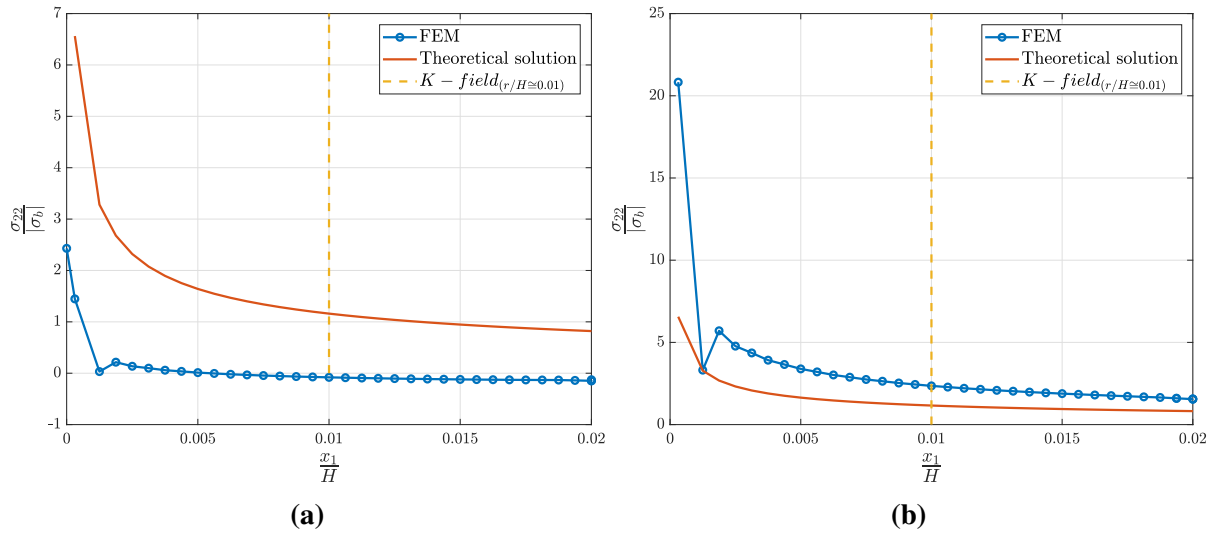 7
6
5
4
3
2
1
0
-1
σ22/|σb|
0
0.005
0.01
0.015
0.02
x1/H
FEM
Theoretical solution
K − field(r/H≅0.01)
(a)
25
20
15
10
5
0
σ22/|σb|
0
0.005
0.01
0.015
0.02
x1/H
FEM
Theoretical solution
K − field(r/H≅0.01)
(b)